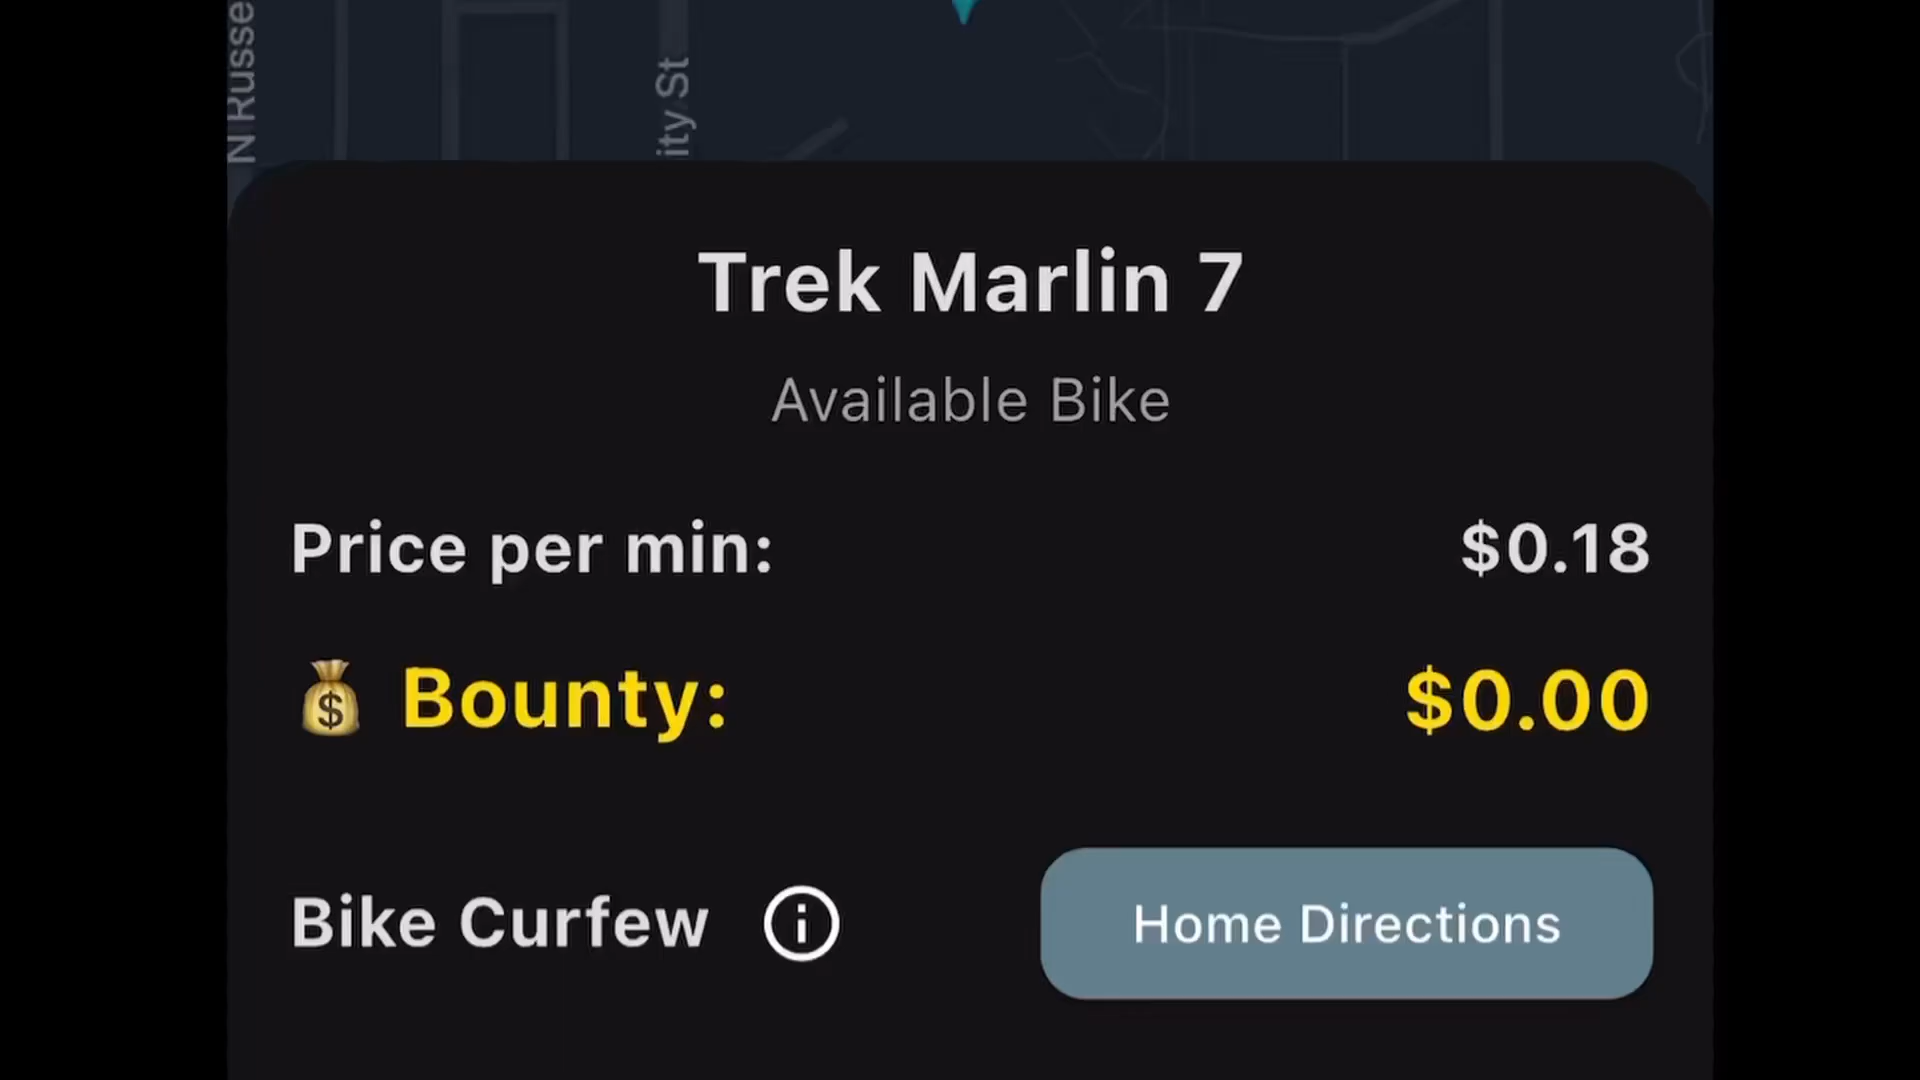 N Russe
ity St
Trek Marlin 7
Available Bike
Price per min: $0.18
Bounty: $0.00
Bike Curfew
Home Directions